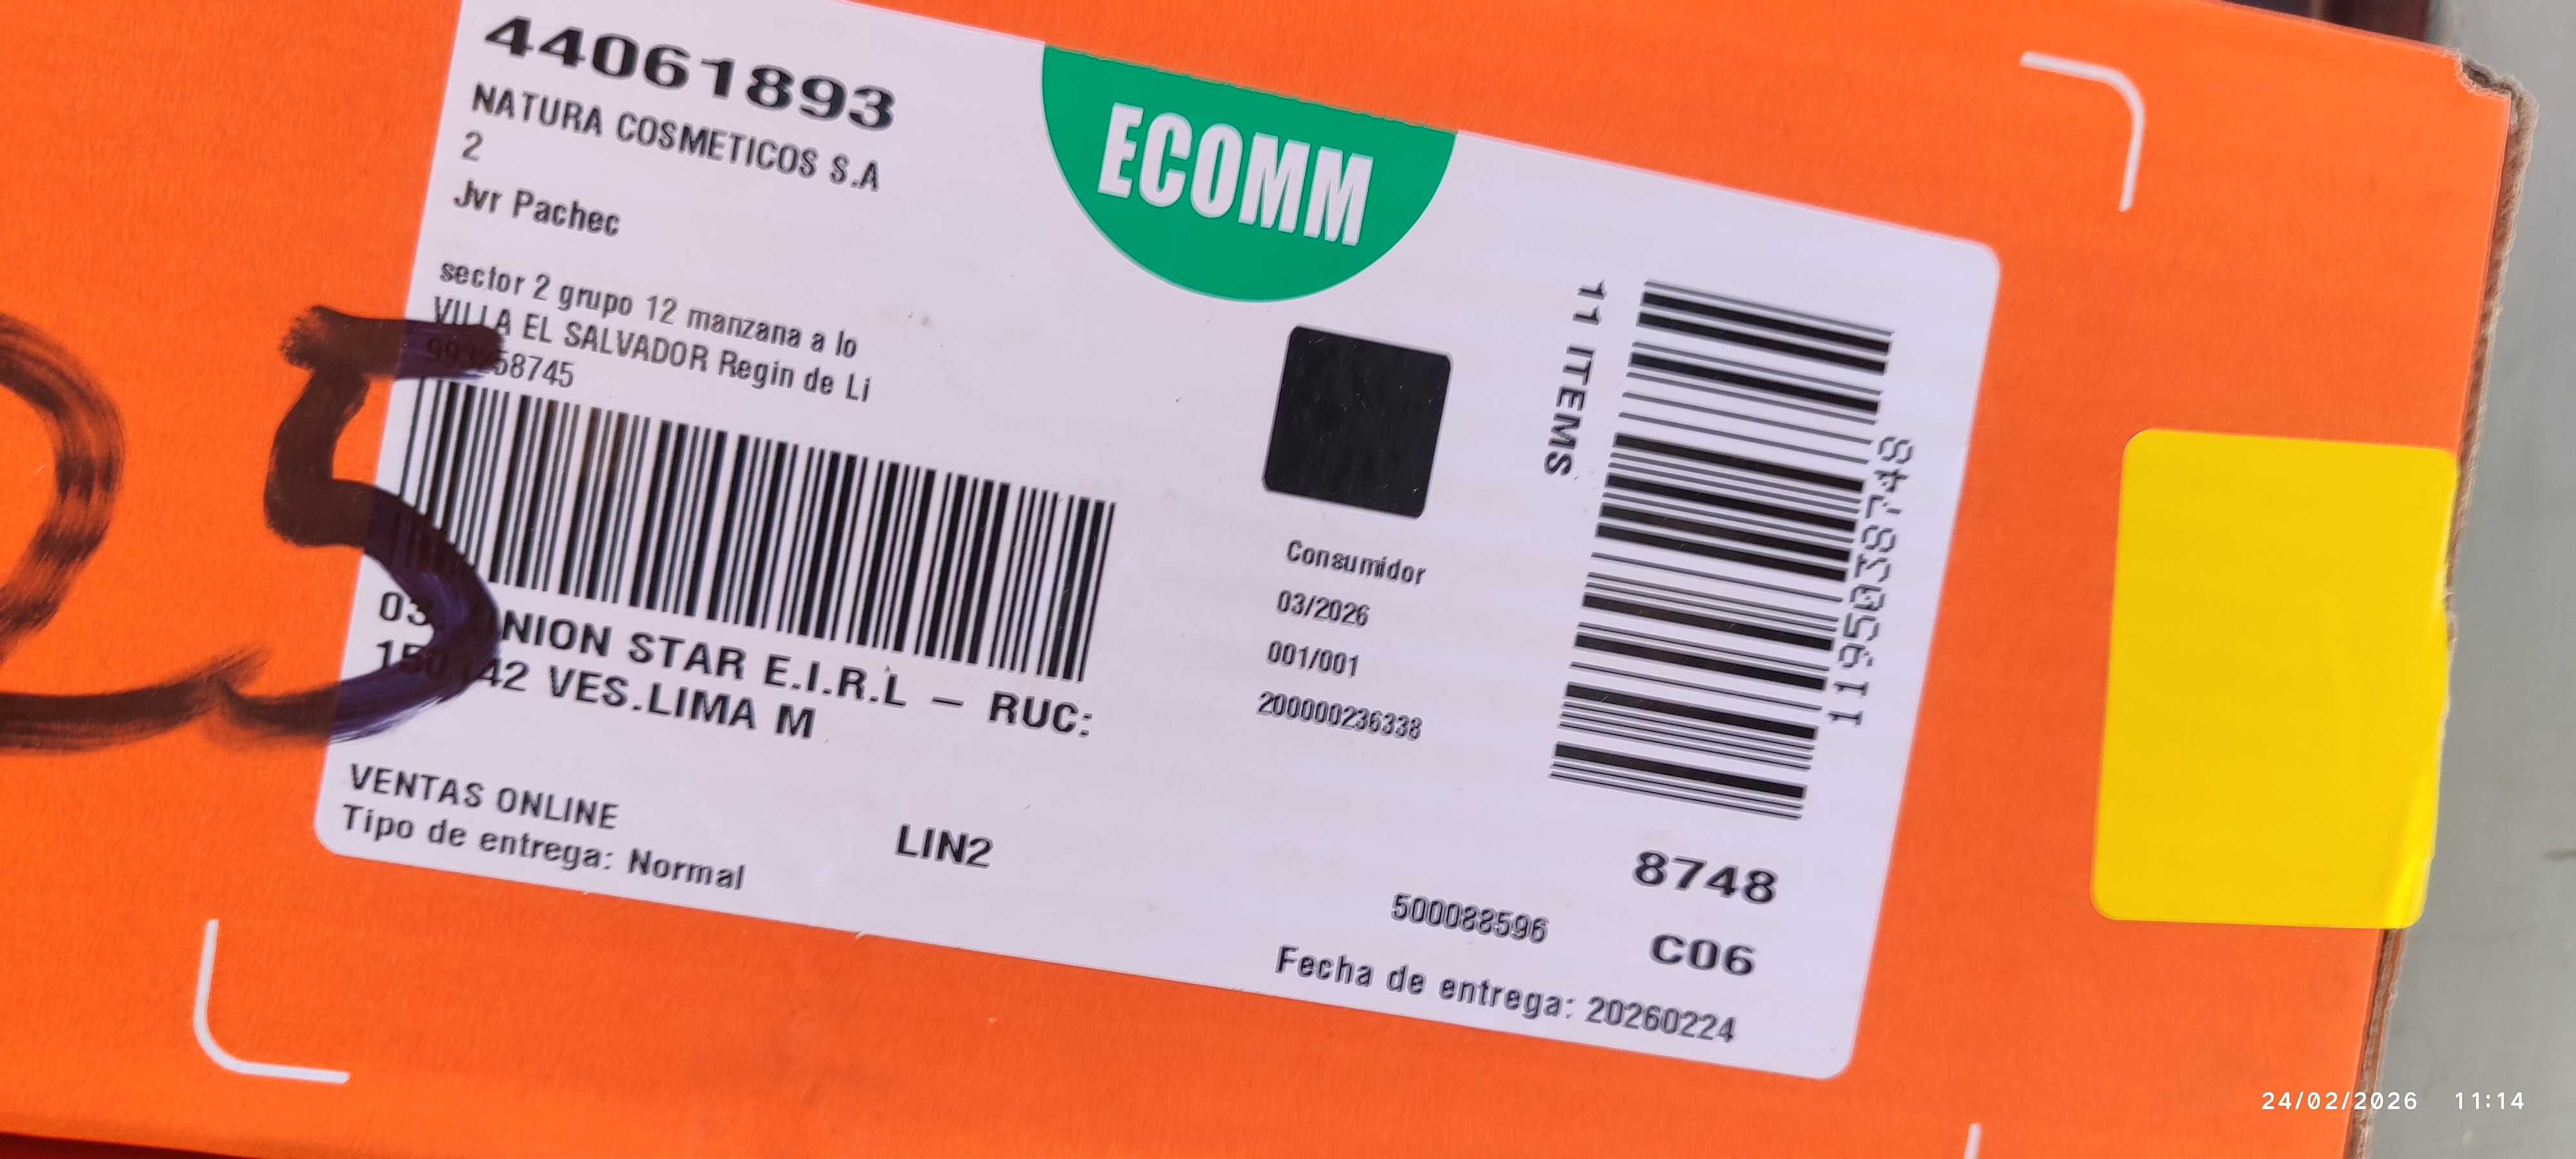 44061893
NATURA COSMETICOS S.A
2
Jvr Pachec
sector 2 grupo 12 manzana a lo
VILLA EL SALVADOR Regin de Li
58745
NION STAR E.I.R.L - RUC:
42 VES.LIMA M
VENTAS ONLINE
Tipo de entrega: Normal
LIN2
ECOMM
Consumidor
03/2026
001/001
200000236338
11 ITEMS
1195038748
8748
500088596
C06
Fecha de entrega: 20260224
25
24/02/2026 11:14